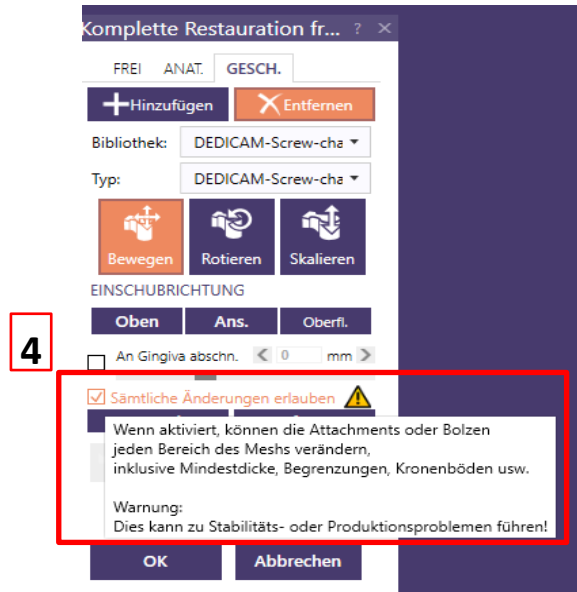 Komplette Restauration fr... ? ×
FREI ANAT. GESCH.
Hinzufügen Entfernen
Bibliothek: DEDICAM-Screw-cha
Typ: DEDICAM-Screw-cha
Bewegen Rotieren Skalieren
EINSCHUBRICHTUNG
Oben Ans. Oberfl.
4
An Gingiva abschn. < 0 mm >
Sämtliche Änderungen erlauben
Wenn aktiviert, können die Attachments oder Bolzen
jeden Bereich des Meshs verändern,
inklusive Mindestdicke, Begrenzungen, Kronenböden usw.
Warnung:
Dies kann zu Stabilitäts- oder Produktionsproblemen führen!
OK Abbrechen